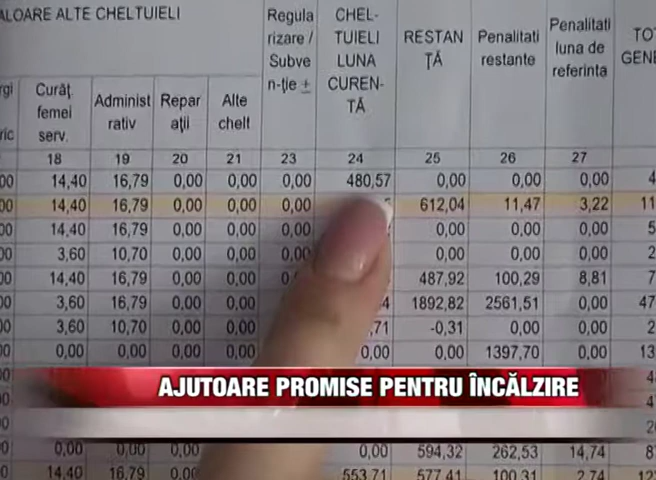 ALOARE ALTE CHELTUIELI
Curăţ. femei serv.
Administ rativ
Repar aţii
Alte chelt
Regula rizare / Subve n-ţie ±
CHEL- TUIELI LUNA CUREN- TĂ
RESTAN ŢĂ
Penalitati restante
Penalitati luna de referinta
18 19 20 21 23 24 25 26 27
14,40 16,79 0,00 0,00 0,00 480,57 0,00 0,00 0,00
14,40 16,79 0,00 0,00 0,00 612,04 11,47 3,22
14,40 16,79 0,00 0,00 0,00 0,00 0,00 0,00
3,60 10,70 0,00 0,00 0,00 0,00 0,00 0,00
14,40 16,79 0,00 0,00 487,92 100,29 8,81
3,60 16,79 0,00 0,00 1892,82 2561,51 0,00
3,60 10,70 0,00 0,00 -0,31 0,00 0,00
0,00 0,00 0,00 0,00 0,00 0,00 1397,70 0,00
AJUTOARE PROMISE PENTRU ÎNCĂLZIRE
0,00 0,00 0,00 0,00 594,32 262,53 14,74
14,40 16,79 0,00 553,71 577,41 100,31 2,74